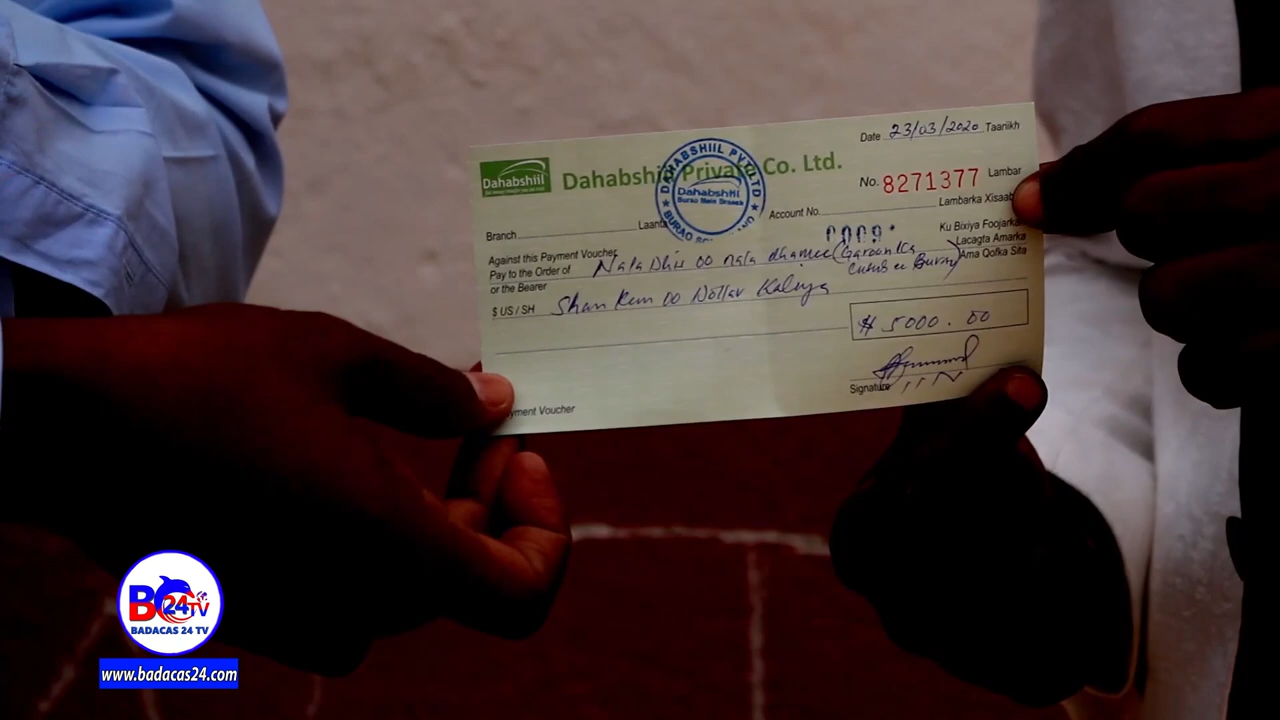 Date 23/03/2020 Taariikh
Dahabshiil
Dahabshiil Private Co. Ltd.
No. 8271377 Lambar
DAHABSHIIL PVT LTD
Dahabshiil
Burao Main Branch
BURAO
Branch
Account No. Lambarka
Against this Payment Voucher Ku Bixiya
Pay to the Order of Lacagta Amarka
or the Bearer Ama Qofka Sita
$ US / SH Shan Kun oo Dollar Kaliya
$ 5000.00
Signature
Payment Voucher
BC24TV
BADACAS 24 TV
www.badacas24.com